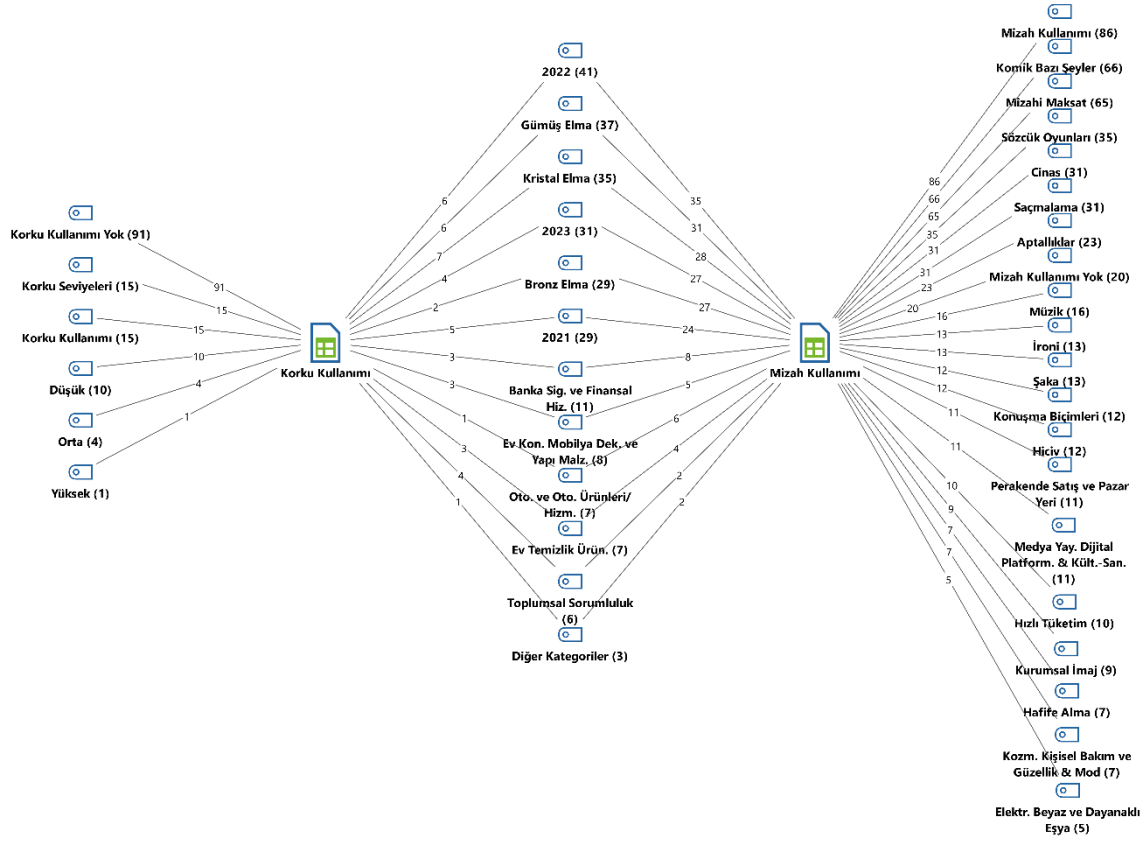 Korku Kullanımı Yok (91)
Korku Seviyeleri (15)
Korku Kullanımı (15)
Düşük (10)
Orta (4)
Yüksek (1)
91
15
15
10
4
1
Korku Kullanımı
6
6
7
4
2
5
3
3
1
3
4
1
2022 (41)
Gümüş Elma (37)
Kristal Elma (35)
2023 (31)
Bronz Elma (29)
2021 (29)
Banka Sig. ve Finansal
Hiz. (11)
Ev Kon. Mobilya Dek. ve
Yapı Malz. (8)
Oto. ve Oto. Ürünleri/
Hizm. (7)
Ev Temizlik Ürün. (7)
Toplumsal Sorumluluk
(6)
Diğer Kategoriler (3)
35
31
28
27
27
24
8
5
6
4
2
2
Mizah Kullanımı
86
66
65
35
31
31
23
20
16
13
13
12
12
11
11
10
9
7
7
5
Mizah Kullanımı (86)
Komik Bazı Şeyler (66)
Mizahi Maksat (65)
Sözcük Oyunları (35)
Cinas (31)
Saçmalama (31)
Aptallıklar (23)
Mizah Kullanımı Yok (20)
Müzik (16)
İroni (13)
Şaka (13)
Konuşma Biçimleri (12)
Hiciv (12)
Perakende Satış ve Pazar
Yeri (11)
Medya Yay. Dijital
Platform. & Kült.-San.
(11)
Hızlı Tüketim (10)
Kurumsal İmaj (9)
Hafife Alma (7)
Kozm. Kişisel Bakım ve
Güzellik & Mod (7)
Elektr. Beyaz ve Dayanaklı
Eşya (5)